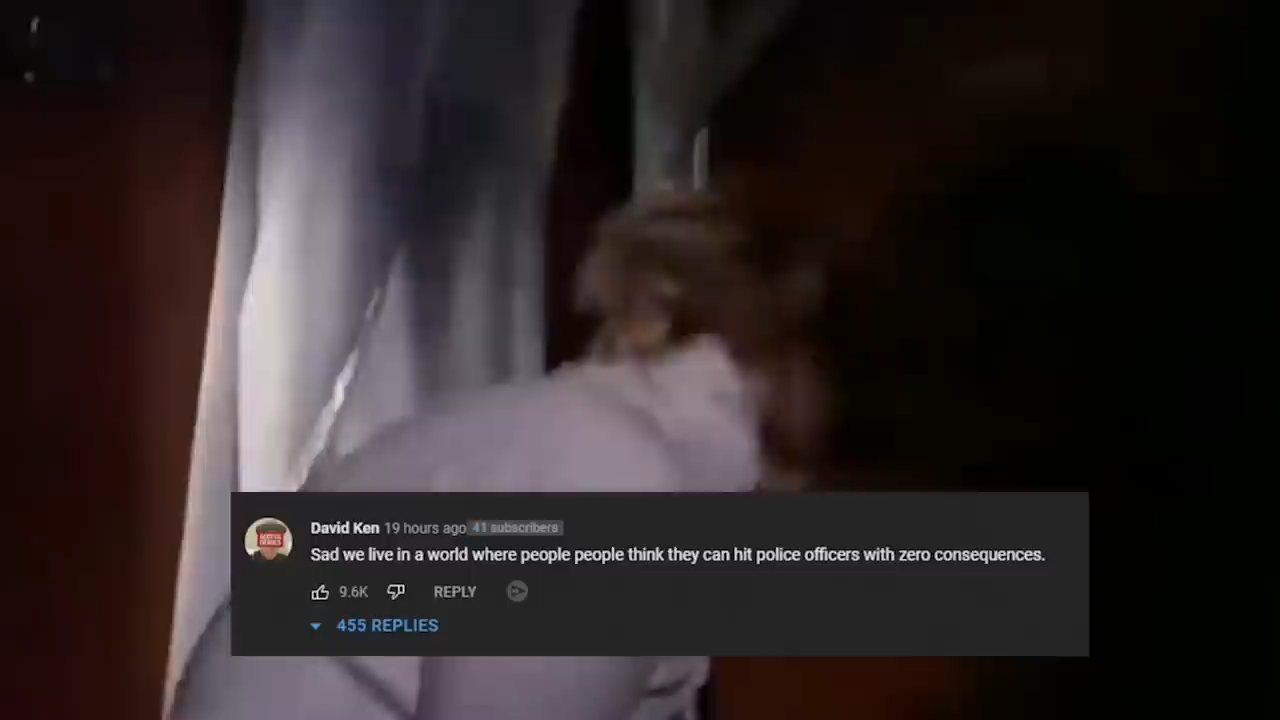 David Ken 19 hours ago 41 subscribers
Sad we live in a world where people people think they can hit police officers with zero consequences.
9.6K REPLY
455 REPLIES